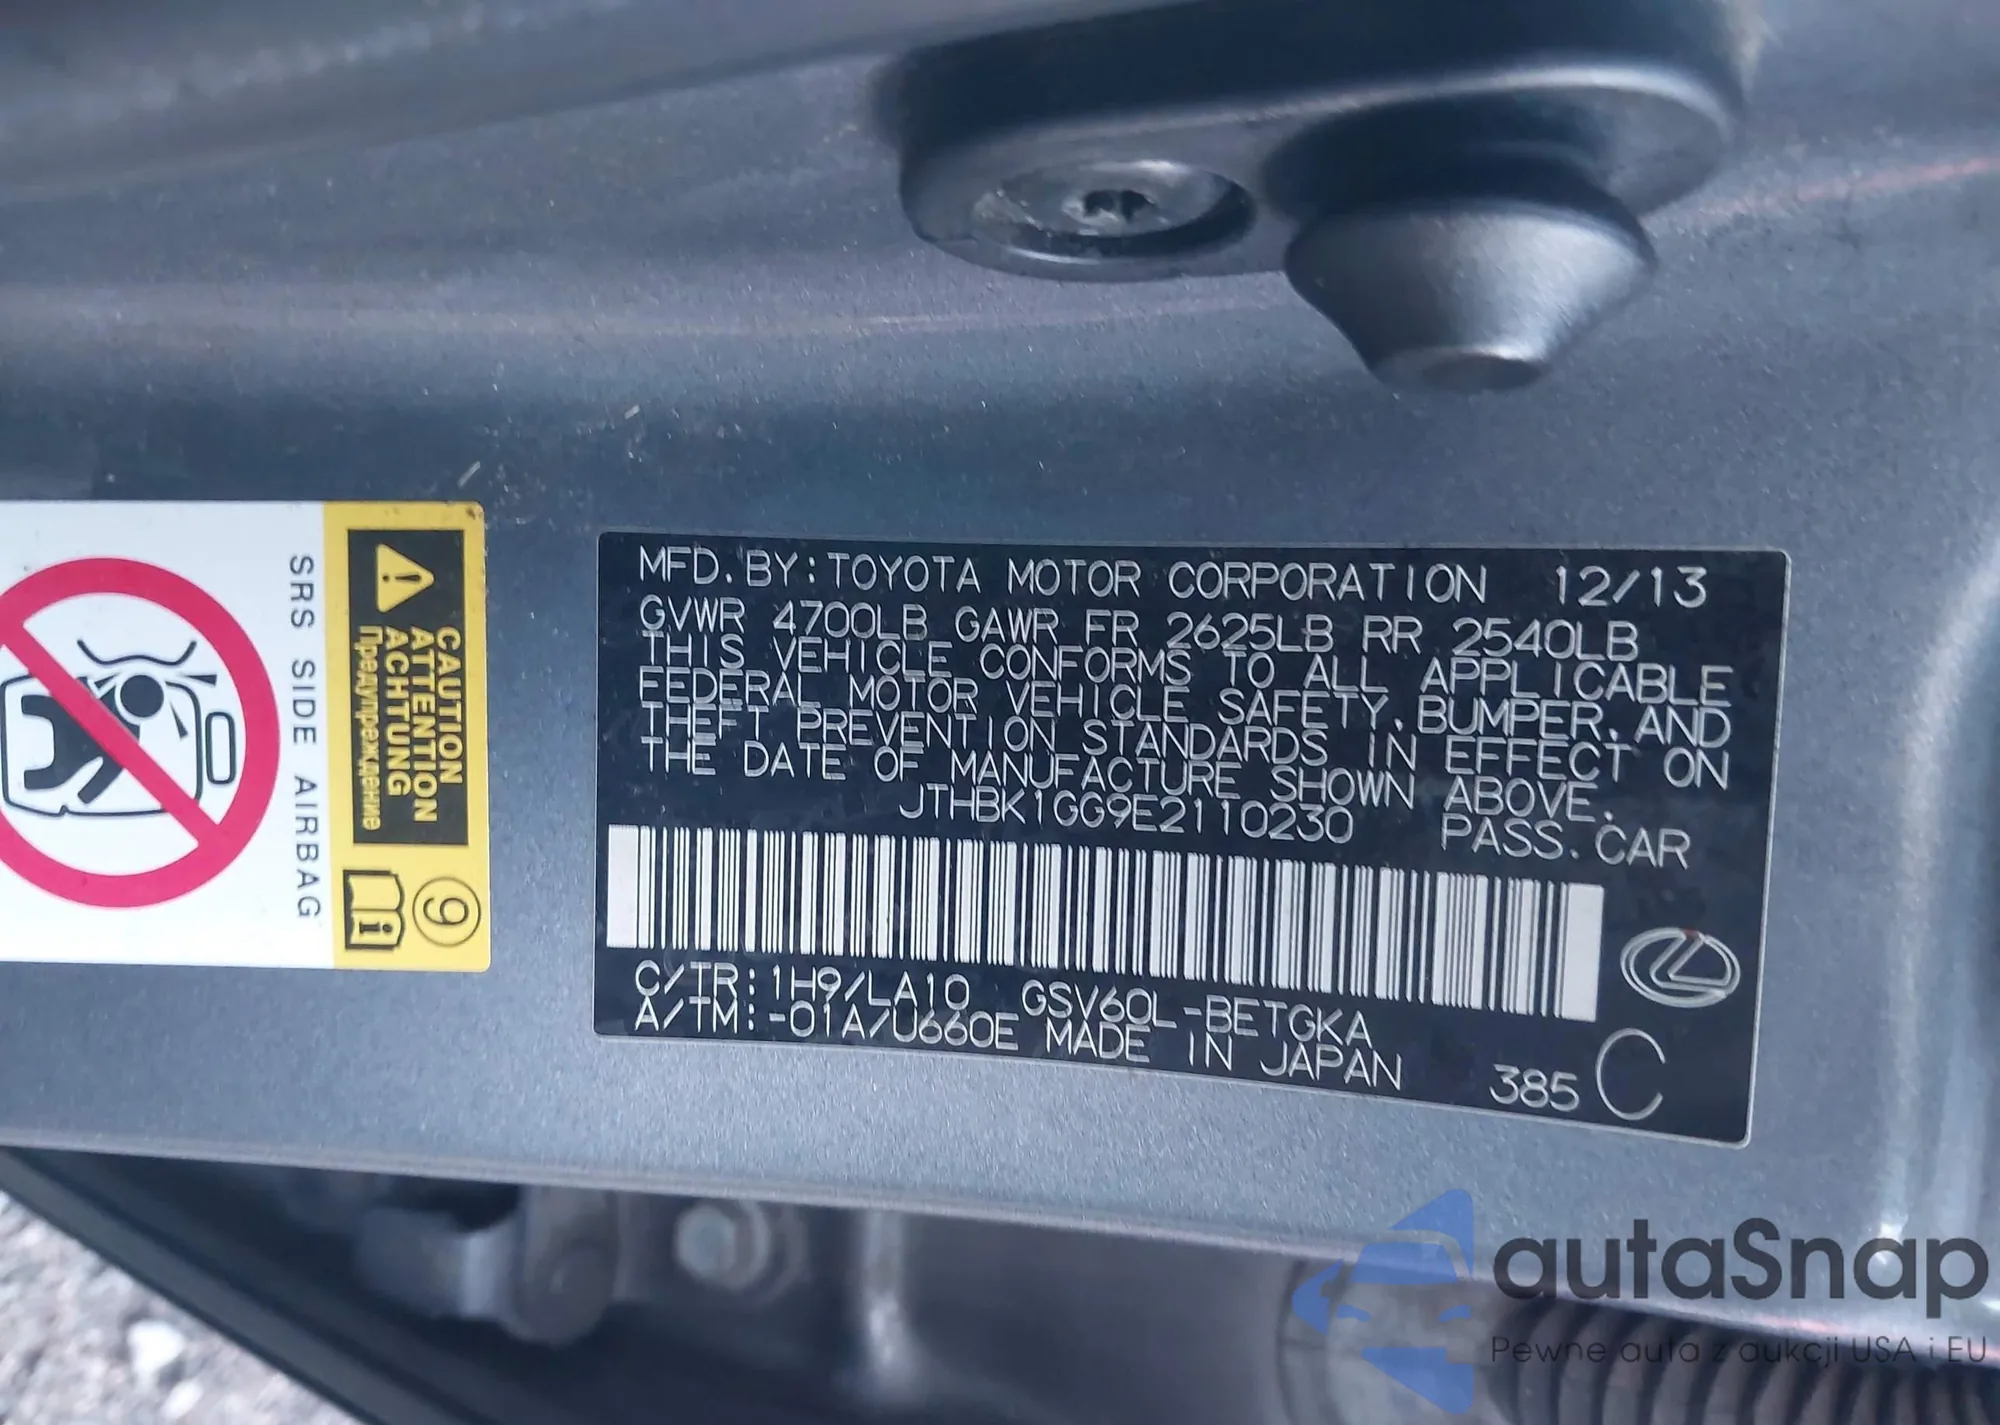 MFD. BY: TOYOTA MOTOR CORPORATION 12/13
GVWR 4700LB GAWR FR 2625LB RR 2540LB
THIS VEHICLE CONFORMS TO ALL APPLICABLE
FEDERAL MOTOR VEHICLE SAFETY, BUMPER, AND
THEFT PREVENTION STANDARDS IN EFFECT ON
THE DATE OF MANUFACTURE SHOWN ABOVE.
JTHBK1GG9E2110230 PASS. CAR
C/TR: 1H9/LA10 GSV60L-BETGKA
A/TM: -01A/U660E MADE IN JAPAN
385 C
CAUTION
ATTENTION
ACHTUNG
Предупреждение
9
i
SRS SIDE AIRBAG
autaSnap
Pewne auta z aukcji USA i EU